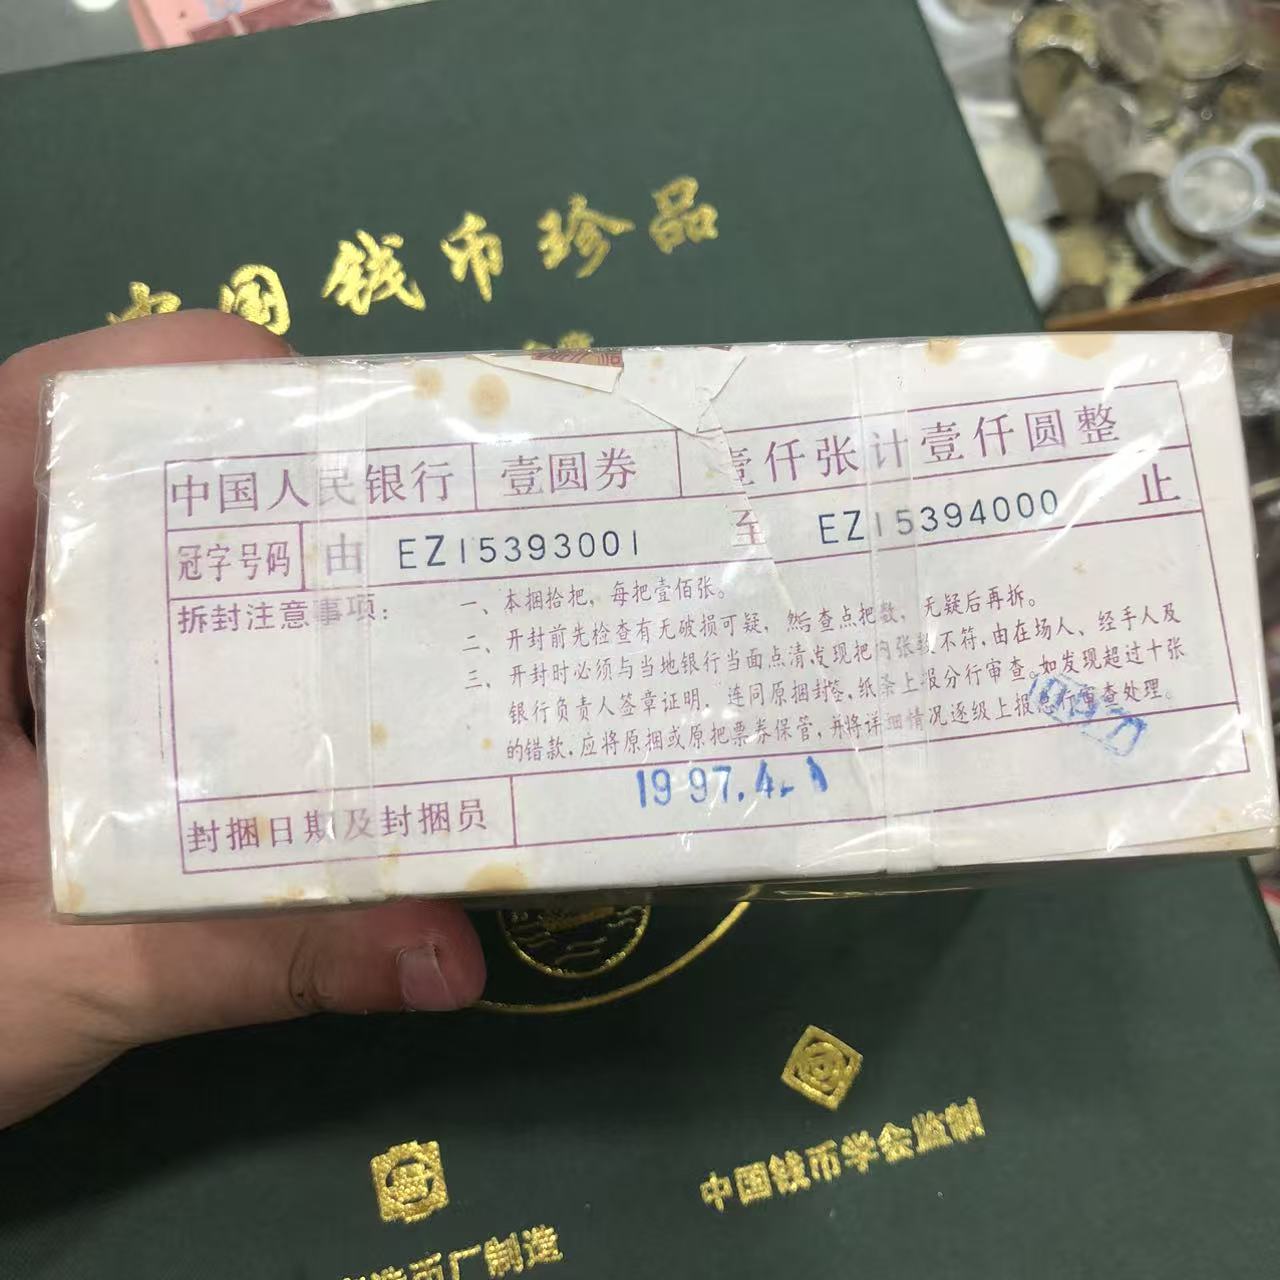 中国钱币珍品
中国人民银行 壹圆券 壹仟张计壹仟圆整
冠字号码 由 EZ15393001 至 EZ15394000 止
拆封注意事项:
一、本捆拾把，每把壹佰张。
二、开封前先检查有无破损可疑，然后查点把数，无疑后再拆。
三、开封时必须与当地银行当面点清，发现把内张数不符，由在场人、经手人及
银行负责人签章证明，连同原捆封签，纸条上报分行审查。如发现超过十张
的错款，应将原捆或原把票券保管，并将详细情况逐级上报总行审查处理。
封捆日期及封捆员 1997.4.
中国钱币学会监制
造币厂制造